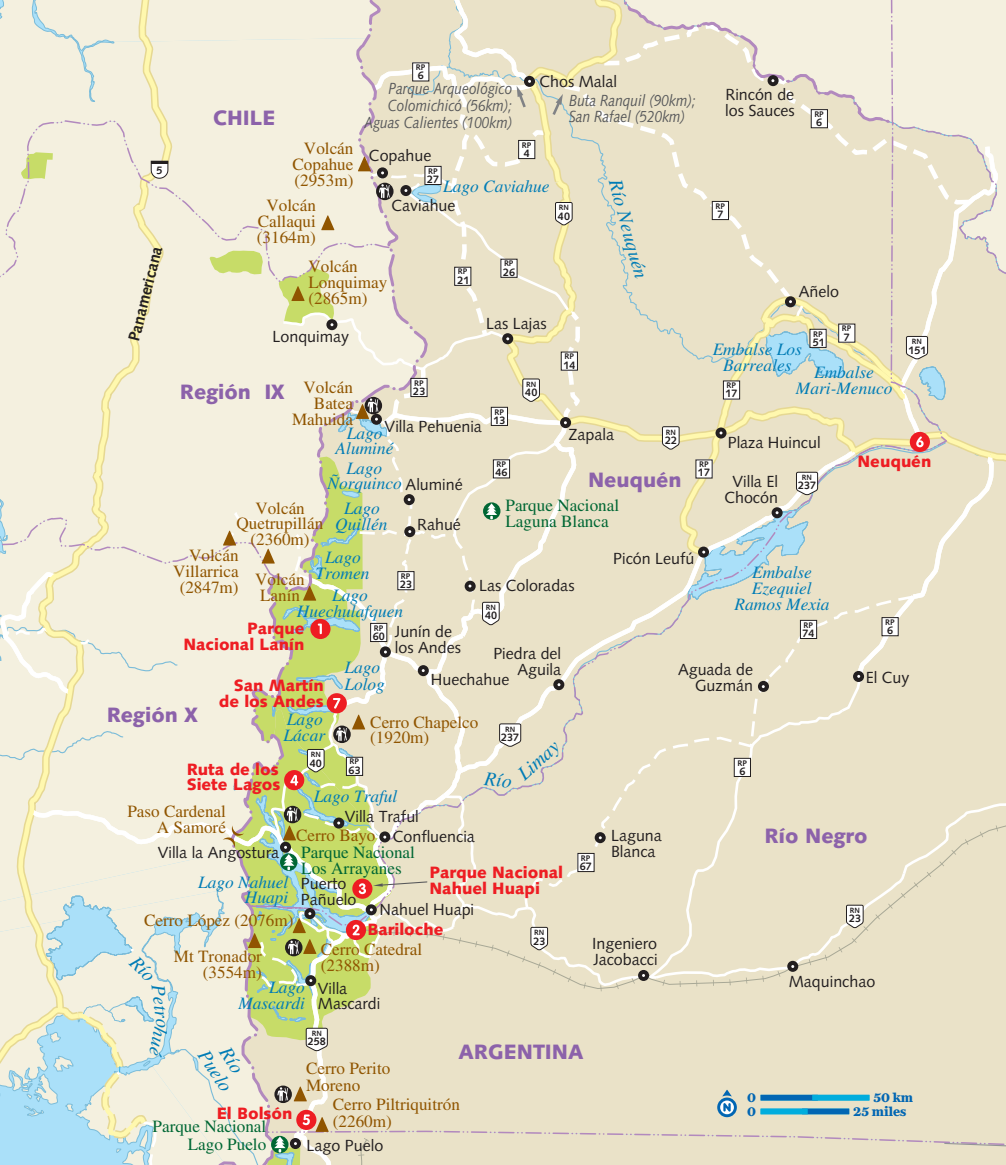 RP
6
Parque Arqueológico
Colomichicó (56km);
Aguas Calientes (100km)
Chos Malal
Buta Ranquil (90km);
San Rafael (520km)
Rincón de
los Sauces
RP
6
CHILE
5
Volcán
Copahue
(2953m)
Copahue
RP
27
RP
4
Lago Caviahue
Caviahue
Volcán
Callaqui
(3164m)
RN
40
Río Neuquén
RP
7
Panamericana
Volcán
Lonquimay
(2865m)
Lonquimay
RP
21
RP
26
Añelo
Las Lajas
RP
51
RP
7
RN
151
Embalse Los
Barreales
Embalse
Mari-Menuco
RP
14
Región IX
RP
23
RN
40
RP
17
Volcán
Batea
Mahuida
Villa Pehuenia
RP
13
Zapala
RN
22
Plaza Huincul
6
Neuquén
Lago
Aluminé
RP
46
Neuquén
RP
17
RN
237
Villa El
Chocón
Lago
Ñorquinco
Aluminé
Parque Nacional
Laguna Blanca
Lago
Quillén
Rahué
Volcán
Quetrupillán
(2360m)
Volcán
Villarrica
(2847m)
Picón Leufú
Lago
Tromen
Volcán
Lanín
RP
23
Las Coloradas
Embalse
Ezequiel
Ramos Mexia
Lago
Huechulafquen
RN
40
Parque
Nacional Lanín
1
RP
60
Junín de
los Andes
RP
74
RP
6
Piedra del
Aguila
Huechahue
Aguada de
Guzmán
El Cuy
Lago
Lolog
San Martín
de los Andes
7
Región X
Lago
Lácar
Cerro Chapelco
(1920m)
RN
237
RN
40
RP
63
Río Limay
RP
6
Ruta de los
Siete Lagos
4
Lago Traful
Paso Cardenal
A Samoré
Villa Traful
Cerro Bayo
Confluencia
Laguna
Blanca
Río Negro
Villa la Angostura
Parque Nacional
Los Arrayanes
RP
67
Lago Nahuel
Huapi
Puerto
Pañuelo
3
Parque Nacional
Nahuel Huapi
Nahuel Huapi
RN
23
Cerro López (2076m)
2
Bariloche
RN
23
Mt Tronador
(3554m)
Cerro Catedral
(2388m)
Ingeniero
Jacobacci
Maquinchao
Río Petrohué
Lago
Mascardi
Villa
Mascardi
RN
258
Río
Puelo
ARGENTINA
Cerro Perito
Moreno
El Bolsón
5
Cerro Piltriquitrón
(2260m)
Parque Nacional
Lago Puelo
Lago Puelo
N
0 50 km
0 25 miles